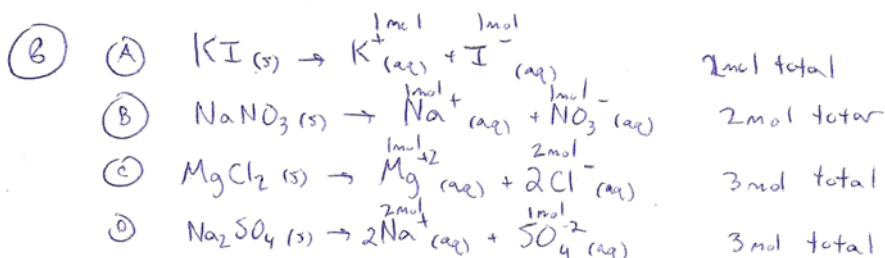 6 A KI (s) → K⁺ (aq) + I⁻ (aq) 1mol 1mol 2mol total
B NaNO₃ (s) → Na⁺ (aq) + NO₃⁻ (aq) 1mol 1mol 2mol total
C MgCl₂ (s) → Mg⁺² (aq) + 2Cl⁻ (aq) 1mol 2mol 3mol total
D Na₂SO₄ (s) → 2Na⁺ (aq) + SO₄⁻² (aq) 2mol 1mol 3mol total